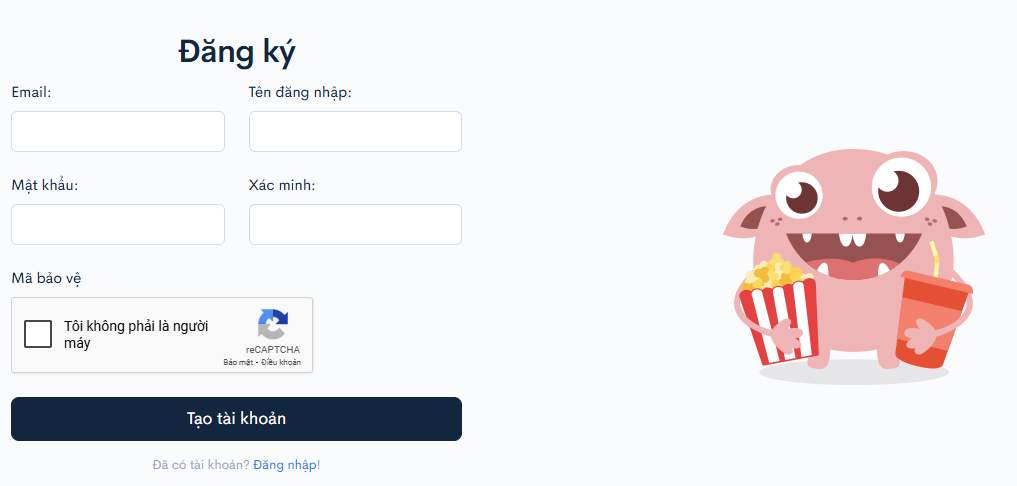 Đăng ký
Email:
Tên đăng nhập:
Mật khẩu:
Xác minh:
Mã bảo vệ
Tôi không phải là người
máy
reCAPTCHA
Bảo mật - Điều khoản
Tạo tài khoản
Đã có tài khoản? Đăng nhập!